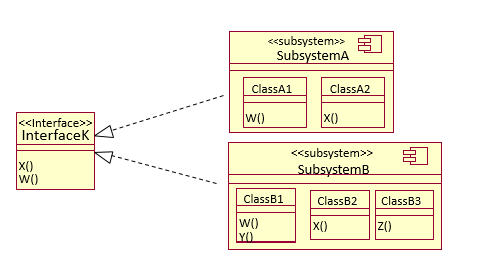 <<subsystem>>
SubsystemA
ClassA1
W()
ClassA2
X()
<<Interface>>
InterfaceK
X()
W()
<<subsystem>>
SubsystemB
ClassB1
W()
Y()
ClassB2
X()
ClassB3
Z()